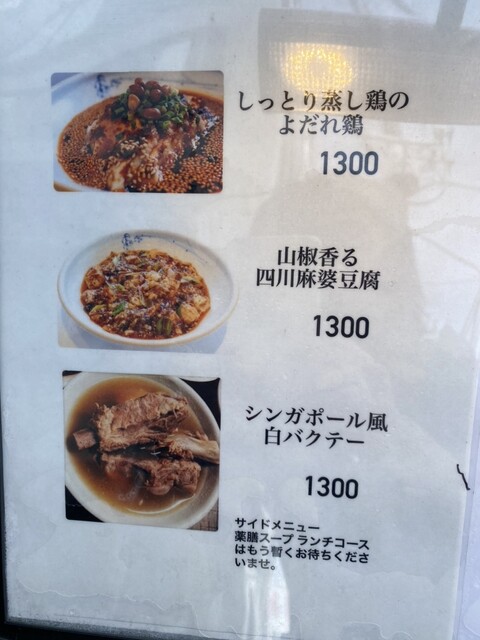 しっとり蒸し鶏の
よだれ鶏
1300
山椒香る
四川麻婆豆腐
1300
シンガポール風
白バクテー
1300
サイドメニュー
薬膳スープ ランチコース
はもう暫くお待ちくださ
いませ。